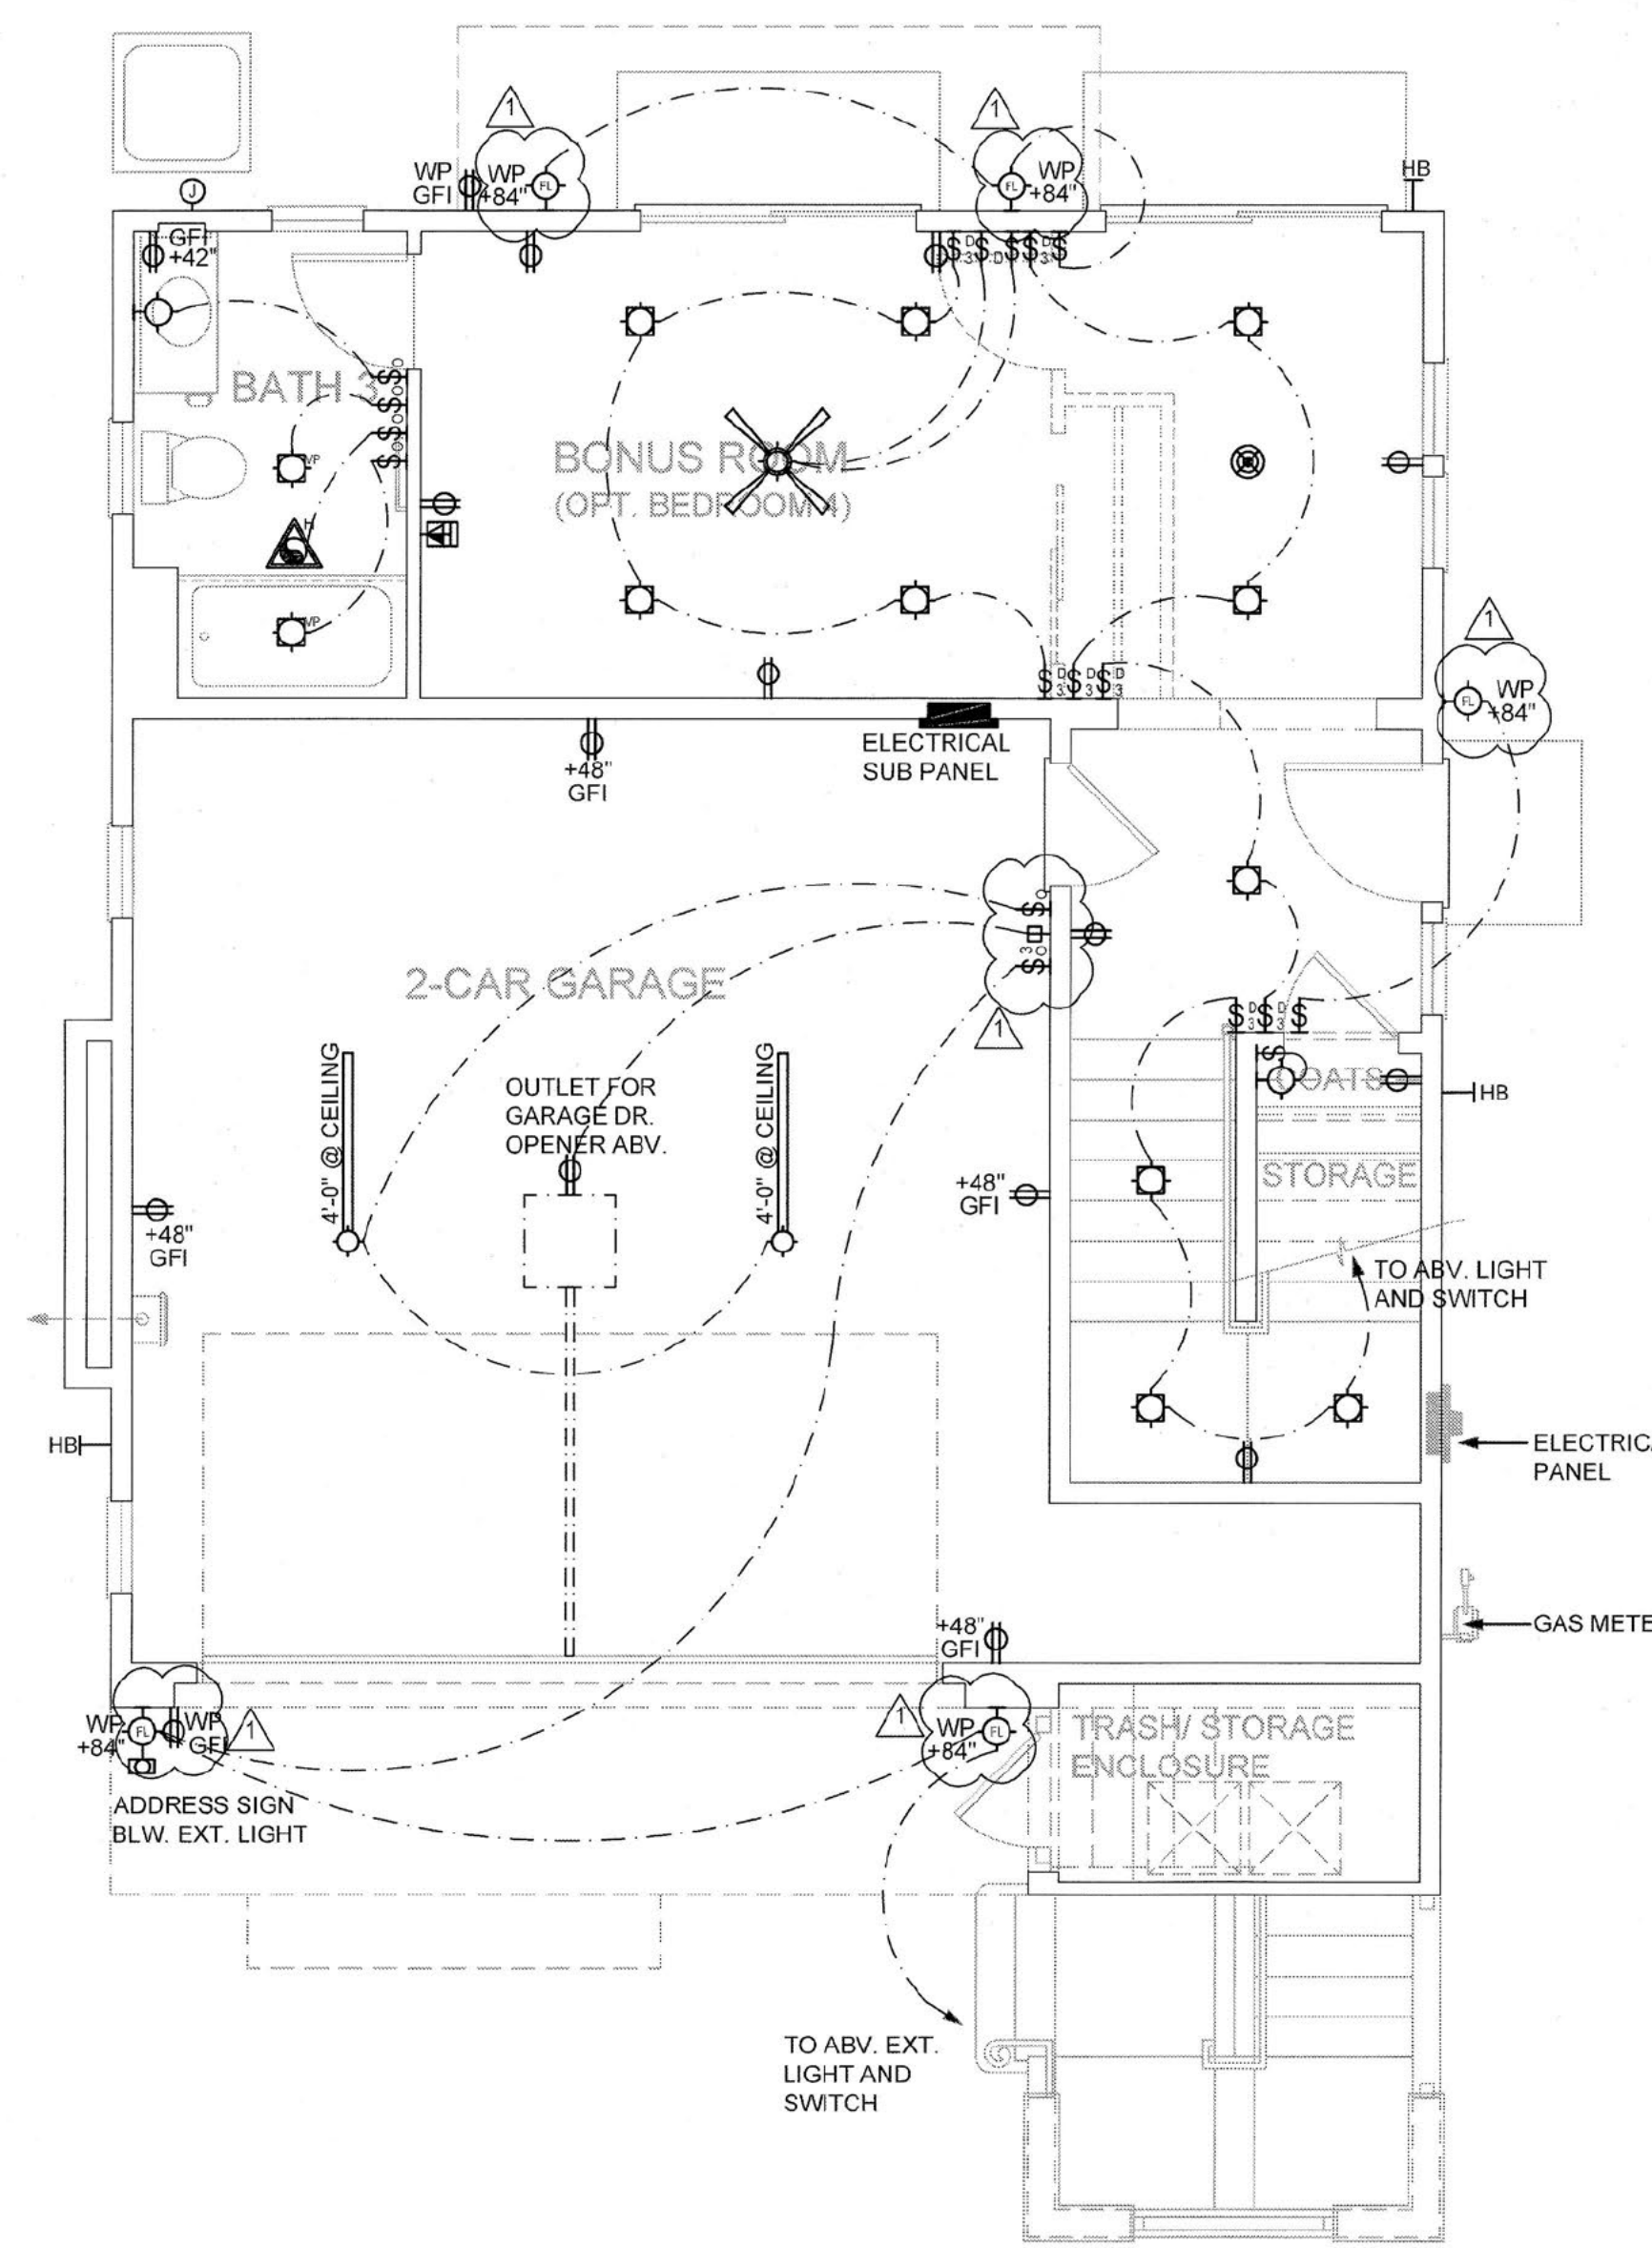 1
1
WP
GFI
WP
+84"
FL
FL
WP
+84"
HB
J
GFI
+42"
S S S S S
D D D
3 3
BATH 3
S
S
S
S
O
O
O
O
VP
H
VP
BONUS ROOM
(OPT. BEDROOM 4)
1
FL
WP
+84"
S S S
D D D
3 3 3
ELECTRICAL
SUB PANEL
+48"
GFI
2-CAR GARAGE
S O
3 O
S
1
S S S
D D
3 3
S
COATS
HB
STORAGE
4'-0" @ CEILING
OUTLET FOR
GARAGE DR.
OPENER ABV.
4'-0" @ CEILING
+48"
GFI
+48"
GFI
TO ABV. LIGHT
AND SWITCH
HB
ELECTRICA
PANEL
+48"
GFI
GAS METE
WP
+84"
FL
WP
GFI
1
1
WP
+84"
FL
TRASH/ STORAGE
ENCLOSURE
ADDRESS SIGN
BLW. EXT. LIGHT
TO ABV. EXT.
LIGHT AND
SWITCH